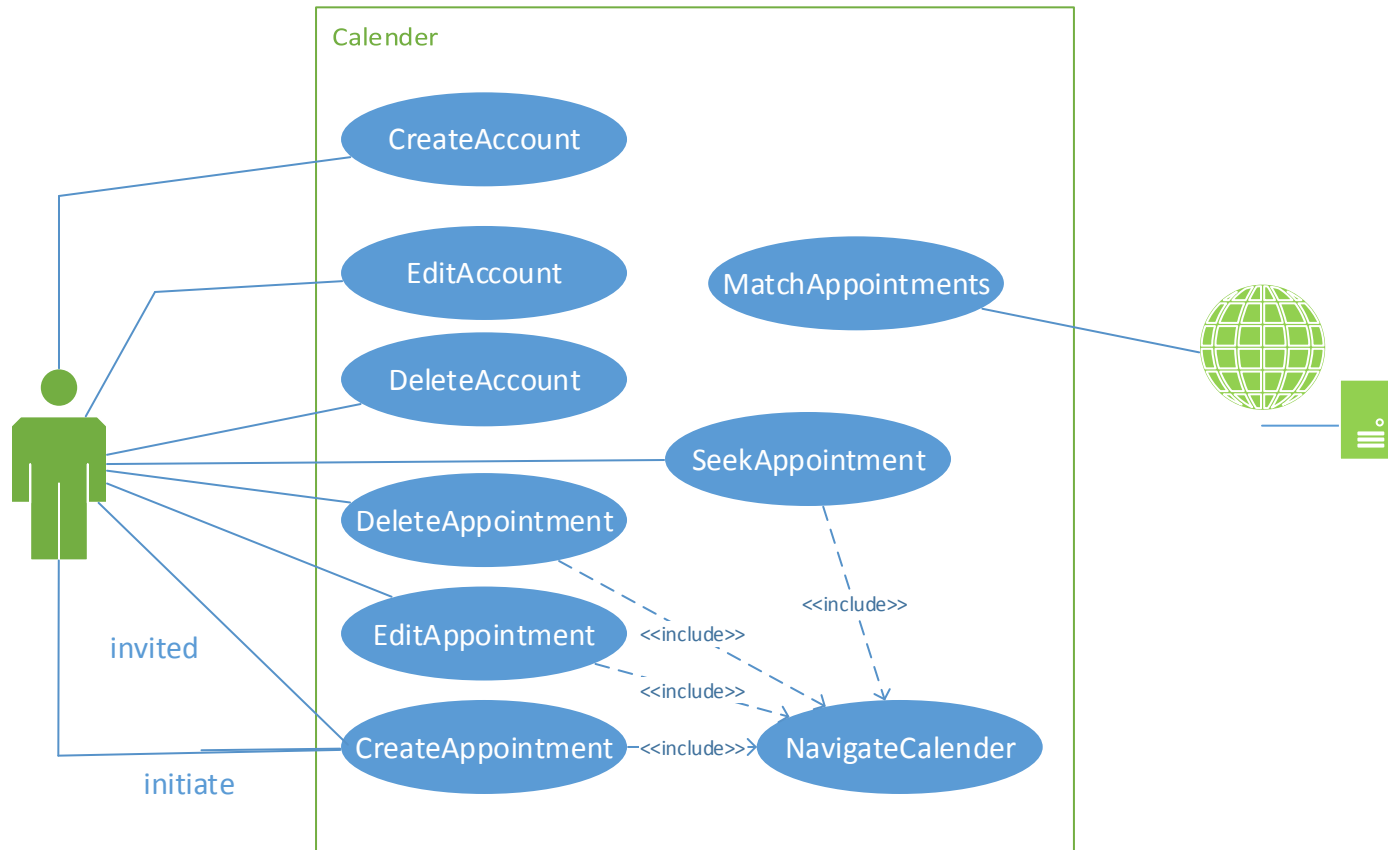 Calender
CreateAccount
EditAccount
MatchAppointments
DeleteAccount
SeekAppointment
DeleteAppointment
<<include>>
EditAppointment
<<include>>
invited
<<include>>
CreateAppointment
<<include>>
NavigateCalender
initiate